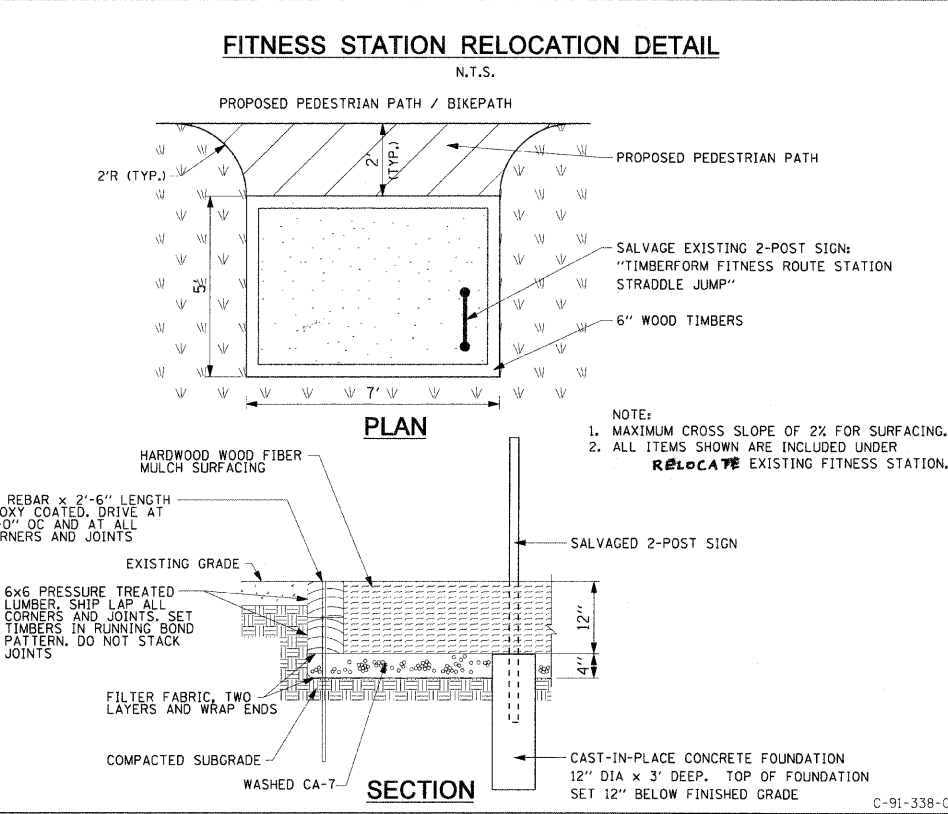 FITNESS STATION RELOCATION DETAIL
N.T.S.
PROPOSED PEDESTRIAN PATH / BIKEPATH
2'R (TYP.)
2'
(TYP.)
PROPOSED PEDESTRIAN PATH
5'
SALVAGE EXISTING 2-POST SIGN:
"TIMBERFORM FITNESS ROUTE STATION
STRADDLE JUMP"
6" WOOD TIMBERS
7'
PLAN
NOTE:
1. MAXIMUM CROSS SLOPE OF 2% FOR SURFACING.
2. ALL ITEMS SHOWN ARE INCLUDED UNDER
RELOCATE EXISTING FITNESS STATION.
HARDWOOD WOOD FIBER
MULCH SURFACING
REBAR x 2'-6" LENGTH
OXY COATED. DRIVE AT
0" OC AND AT ALL
RNERS AND JOINTS
SALVAGED 2-POST SIGN
EXISTING GRADE
6x6 PRESSURE TREATED
LUMBER. SHIP LAP ALL
CORNERS AND JOINTS. SET
TIMBERS IN RUNNING BOND
PATTERN. DO NOT STACK
JOINTS
12"
4"
FILTER FABRIC, TWO
LAYERS AND WRAP ENDS
COMPACTED SUBGRADE
WASHED CA-7
SECTION
CAST-IN-PLACE CONCRETE FOUNDATION
12" DIA x 3' DEEP. TOP OF FOUNDATION
SET 12" BELOW FINISHED GRADE
C-91-338-0